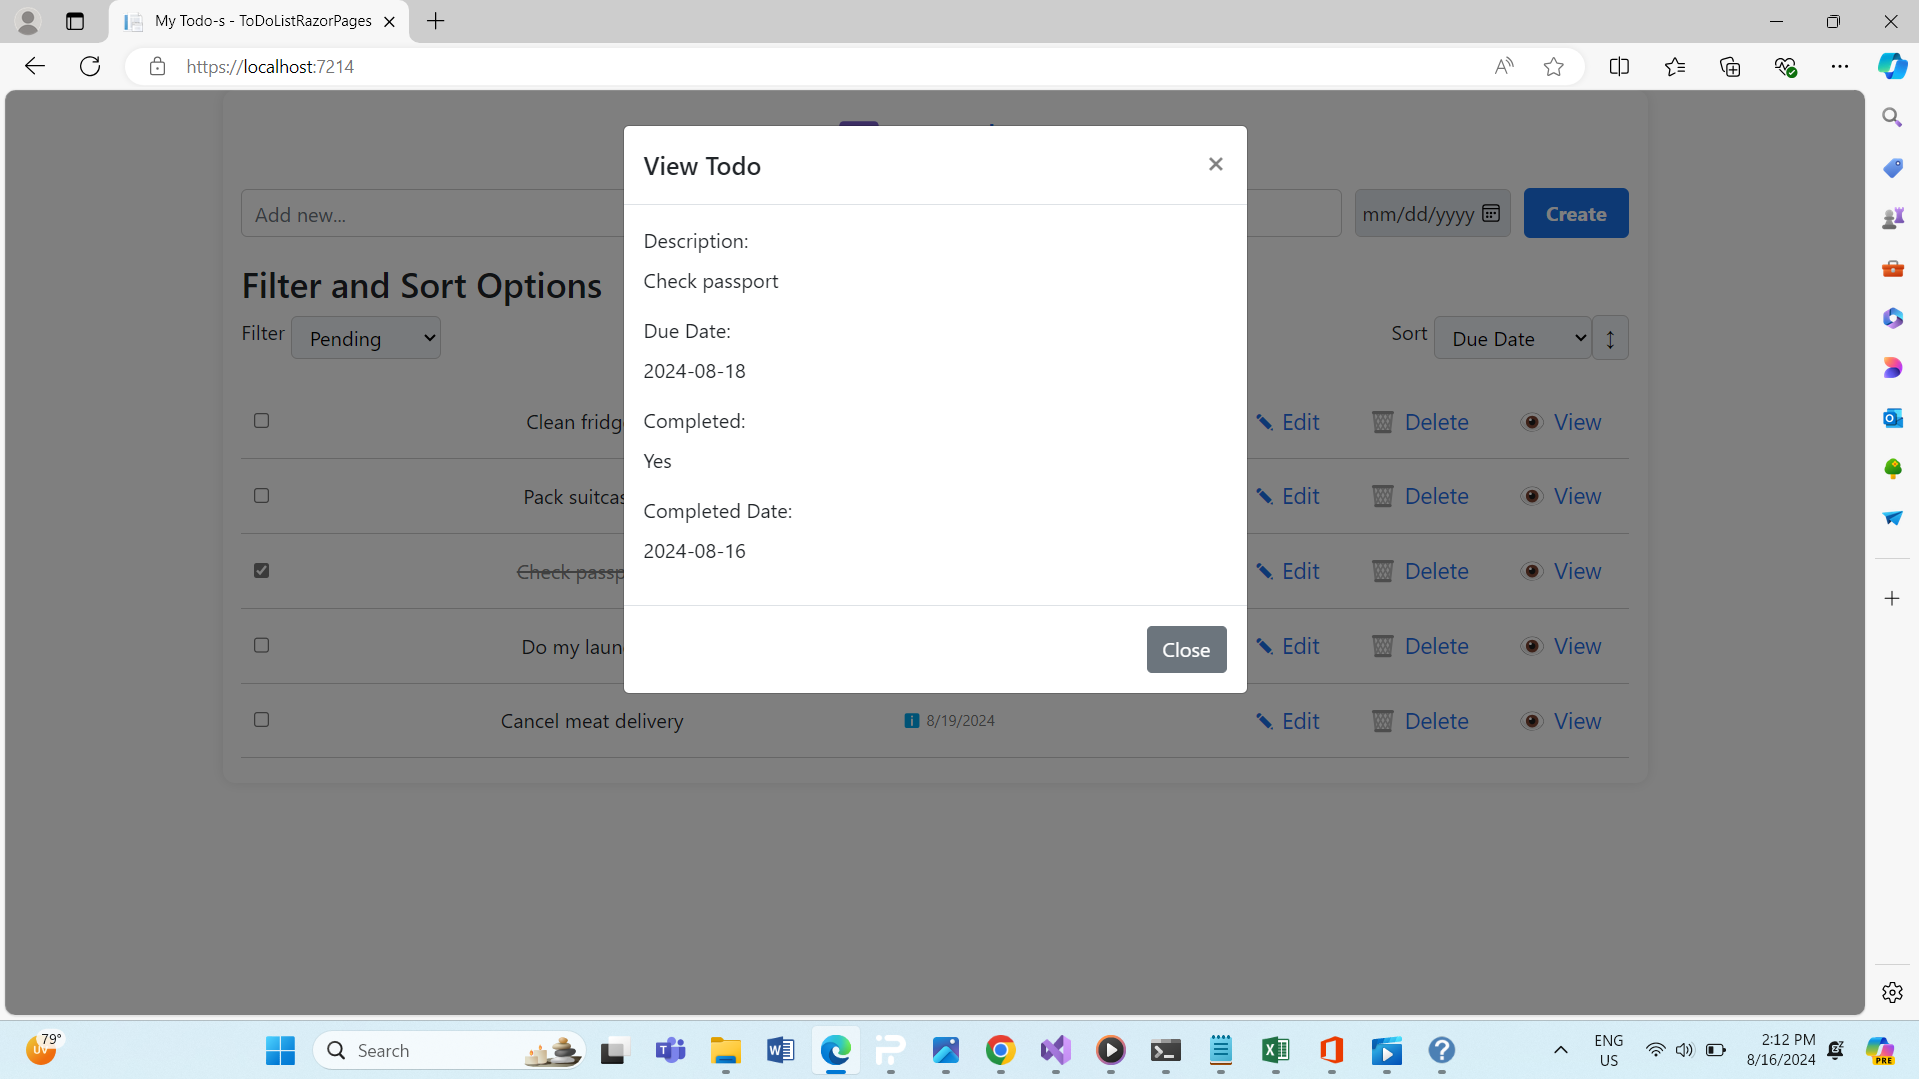 My Todo-s - ToDoListRazorPages
https://localhost:7214
View Todo
Add new...
mm/dd/yyyy
Create
Description:
Check passport
Filter and Sort Options
Filter
Pending
Sort
Due Date
Due Date:
2024-08-18
Completed:
Yes
Completed Date:
2024-08-16
Close
Clean fridg
Edit
Delete
View
Pack suitcas
Edit
Delete
View
Check passp
Edit
Delete
View
Do my laun
Edit
Delete
View
Cancel meat delivery
8/19/2024
Edit
Delete
View
79°
UV
Search
ENG
US
2:12 PM
8/16/2024
PRE